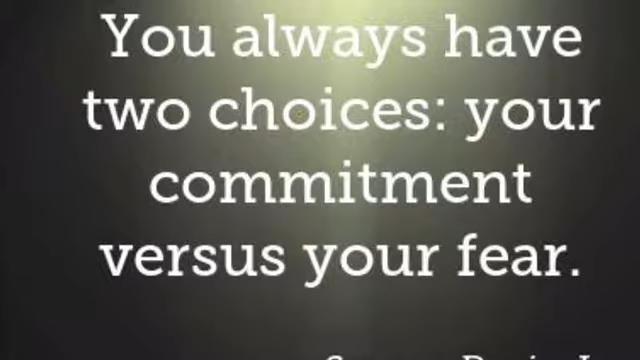 You always have
two choices: your
commitment
versus your fear.